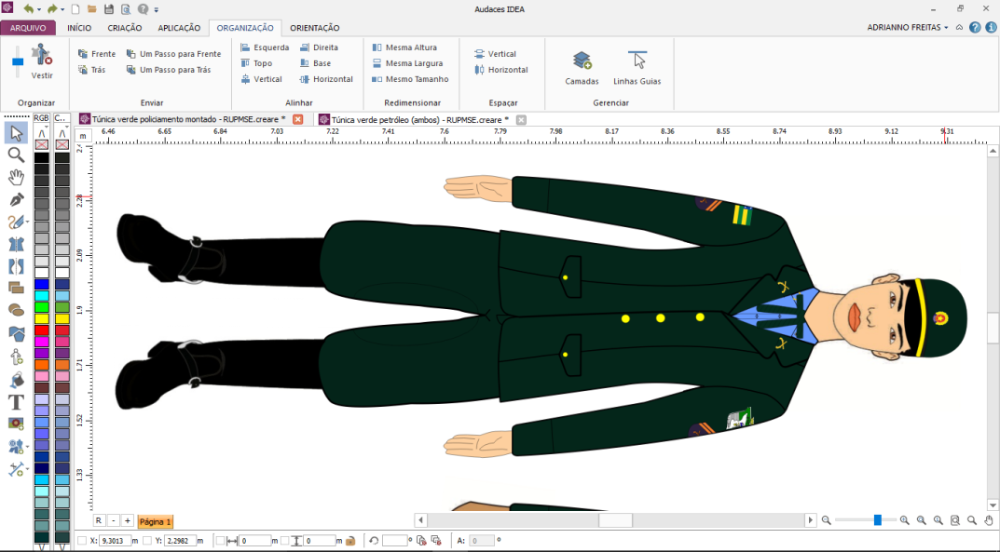 Audaces IDEA
ARQUIVO INÍCIO CRIAÇÃO APLICAÇÃO ORGANIZAÇÃO ORIENTAÇÃO ADRIANNO FREITAS
Vestir
Organizar
Frente Um Passo para Frente
Trás Um Passo para Trás
Enviar
Esquerda Direita
Topo Base
Vertical Horizontal
Alinhar
Mesma Altura
Mesma Largura
Mesmo Tamanho
Redimensionar
Vertical
Horizontal
Espaçar
Camadas Linhas Guias
Gerenciar
RGB C...
Túnica verde policiamento montado - RUPMSE.creare * Túnica verde petróleo (ambos) - RUPMSE.creare *
m 6.46 6.65 6.84 7.03 7.22 7.41 7.6 7.79 7.98 8.17 8.36 8.55 8.74 8.93 9.12 9.31
2.28
2.09
1.9
1.71
1.52
1.33
T
R - + Página 1
X: 9,3013 m Y: 2,2982 m 0 m 0 m º A: 0 º